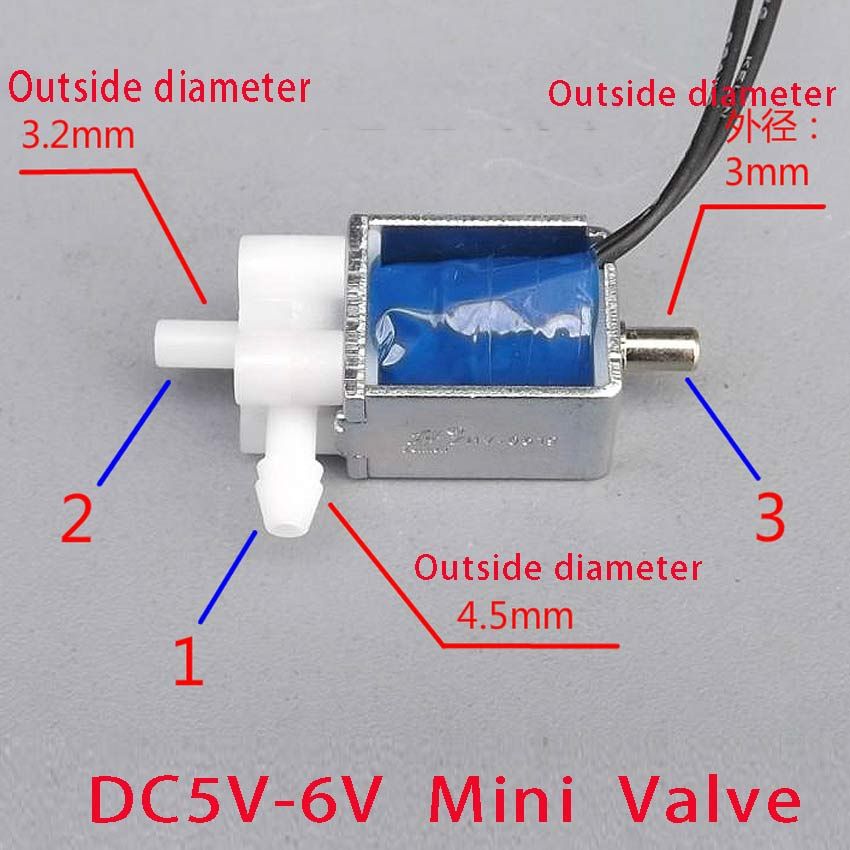 Outside diameter
3.2mm
Outside diameter
外径：
3mm
2
3
1
Outside diameter
4.5mm
DC5V-6V Mini Valve